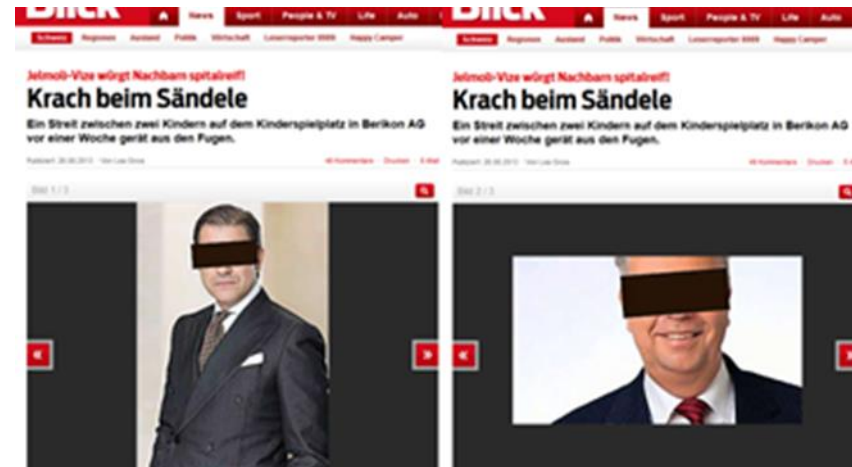 Blick
News Sport People & TV Life Auto
Schweiz Regionen Ausland Politik Wirtschaft Leserreporter 8989 Happy Camper
Jelmoli-Vize würgt Nachbarn spitalreif!
Krach beim Sändele
Ein Streit zwischen zwei Kindern auf dem Kinderspielplatz in Berikon AG
vor einer Woche gerät aus den Fugen.
Kommentare Drucken E-Mail
Bild 1/3
Blick
News Sport People & TV Life Auto
Schweiz Regionen Ausland Politik Wirtschaft Leserreporter 8989 Happy Camper
Jelmoli-Vize würgt Nachbarn spitalreif!
Krach beim Sändele
Ein Streit zwischen zwei Kindern auf dem Kinderspielplatz in Berikon AG
vor einer Woche gerät aus den Fugen.
Kommentare Drucken
Bild 2/3